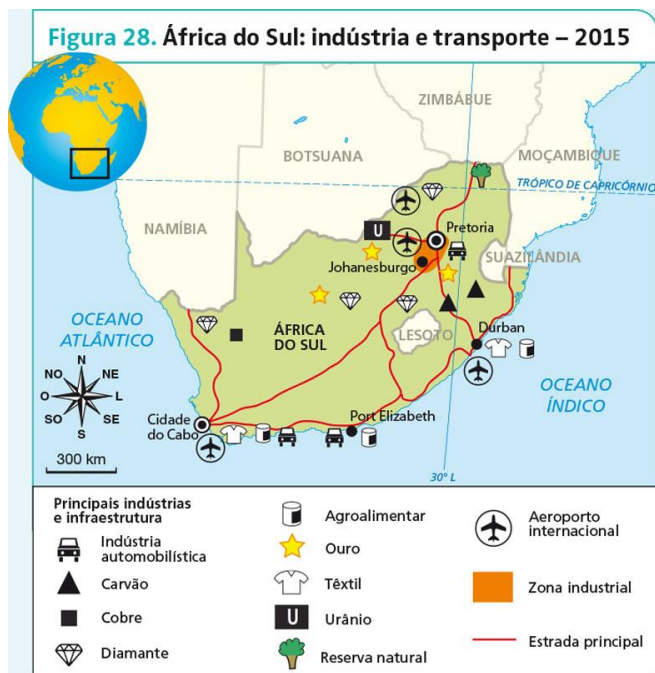 Figura 28. África do Sul: indústria e transporte – 2015
ZIMBÁBUE
BOTSUANA
MOÇAMBIQUE
TRÓPICO DE CAPRICÓRNIO
NAMÍBIA
U
Pretoria
SUAZILÂNDIA
Johanesburgo
OCEANO
ATLÂNTICO
ÁFRICA
DO SUL
LESOTO
Durban
N
NO
NE
O
L
SO
SE
S
OCEANO
ÍNDICO
Cidade
do Cabo
Port Elizabeth
300 km
30° L
Principais indústrias
e infraestrutura
Indústria
automobilística
Carvão
Cobre
Diamante
Agroalimentar
Ouro
Têxtil
U
Urânio
Reserva natural
Aeroporto
internacional
Zona industrial
Estrada principal